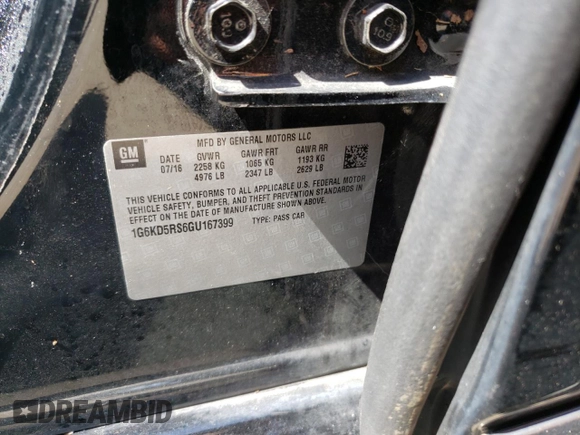 10.9
10.9
MFD BY GENERAL MOTORS LLC
GM
DATE GVWR GAWR FRT GAWR RR
07/16 2258 KG 1065 KG 1193 KG
4976 LB 2347 LB 2629 LB
THIS VEHICLE CONFORMS TO ALL APPLICABLE U.S. FEDERAL MOTOR
VEHICLE SAFETY, BUMPER, AND THEFT PREVENTION STANDARDS IN
EFFECT ON THE DATE OF MANUFACTURE SHOWN ABOVE.
1G6KD5RS6GU167399 TYPE: PASS CAR
DREAMBID